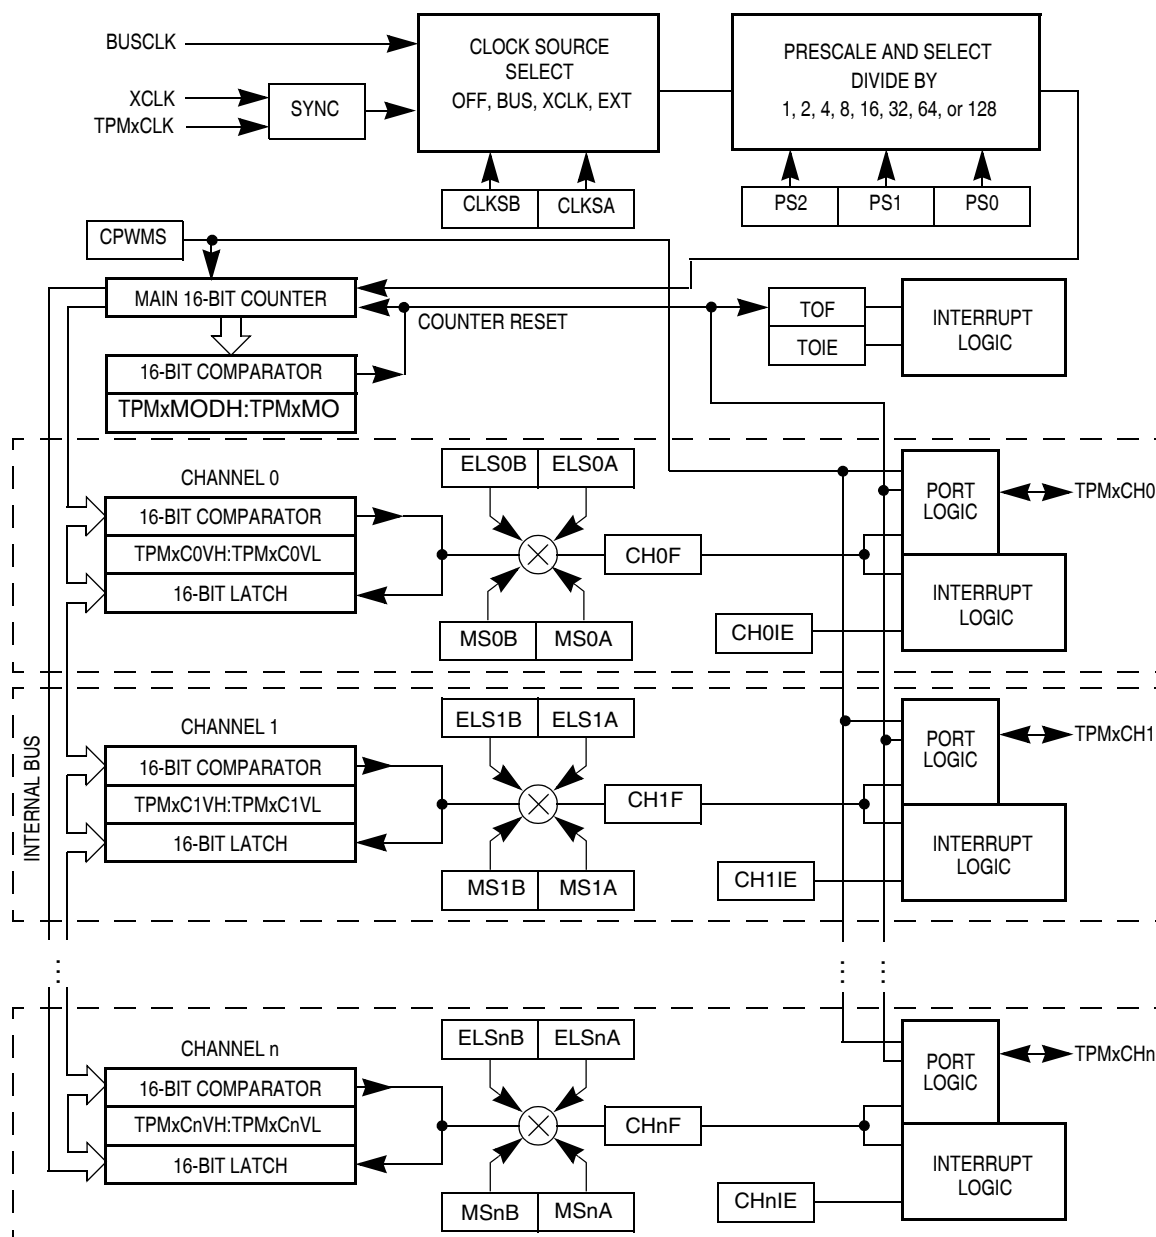 BUSCLK
XCLK
TPMxCLK
SYNC
CLOCK SOURCE
SELECT
OFF, BUS, XCLK, EXT
PRESCALE AND SELECT
DIVIDE BY
1, 2, 4, 8, 16, 32, 64, or 128
CLKSB
CLKSA
PS2
PS1
PS0
CPWMS
MAIN 16-BIT COUNTER
COUNTER RESET
16-BIT COMPARATOR
TPMxMODH:TPMxMO
TOF
TOIE
INTERRUPT
LOGIC
INTERNAL BUS
CHANNEL 0
16-BIT COMPARATOR
TPMxC0VH:TPMxC0VL
16-BIT LATCH
ELS0B
ELS0A
MS0B
MS0A
CH0F
CH0IE
PORT
LOGIC
INTERRUPT
LOGIC
TPMxCH0
CHANNEL 1
16-BIT COMPARATOR
TPMxC1VH:TPMxC1VL
16-BIT LATCH
ELS1B
ELS1A
MS1B
MS1A
CH1F
CH1IE
PORT
LOGIC
INTERRUPT
LOGIC
TPMxCH1
CHANNEL n
16-BIT COMPARATOR
TPMxCnVH:TPMxCnVL
16-BIT LATCH
ELSnB
ELSnA
MSnB
MSnA
CHnF
CHnIE
PORT
LOGIC
INTERRUPT
LOGIC
TPMxCHn